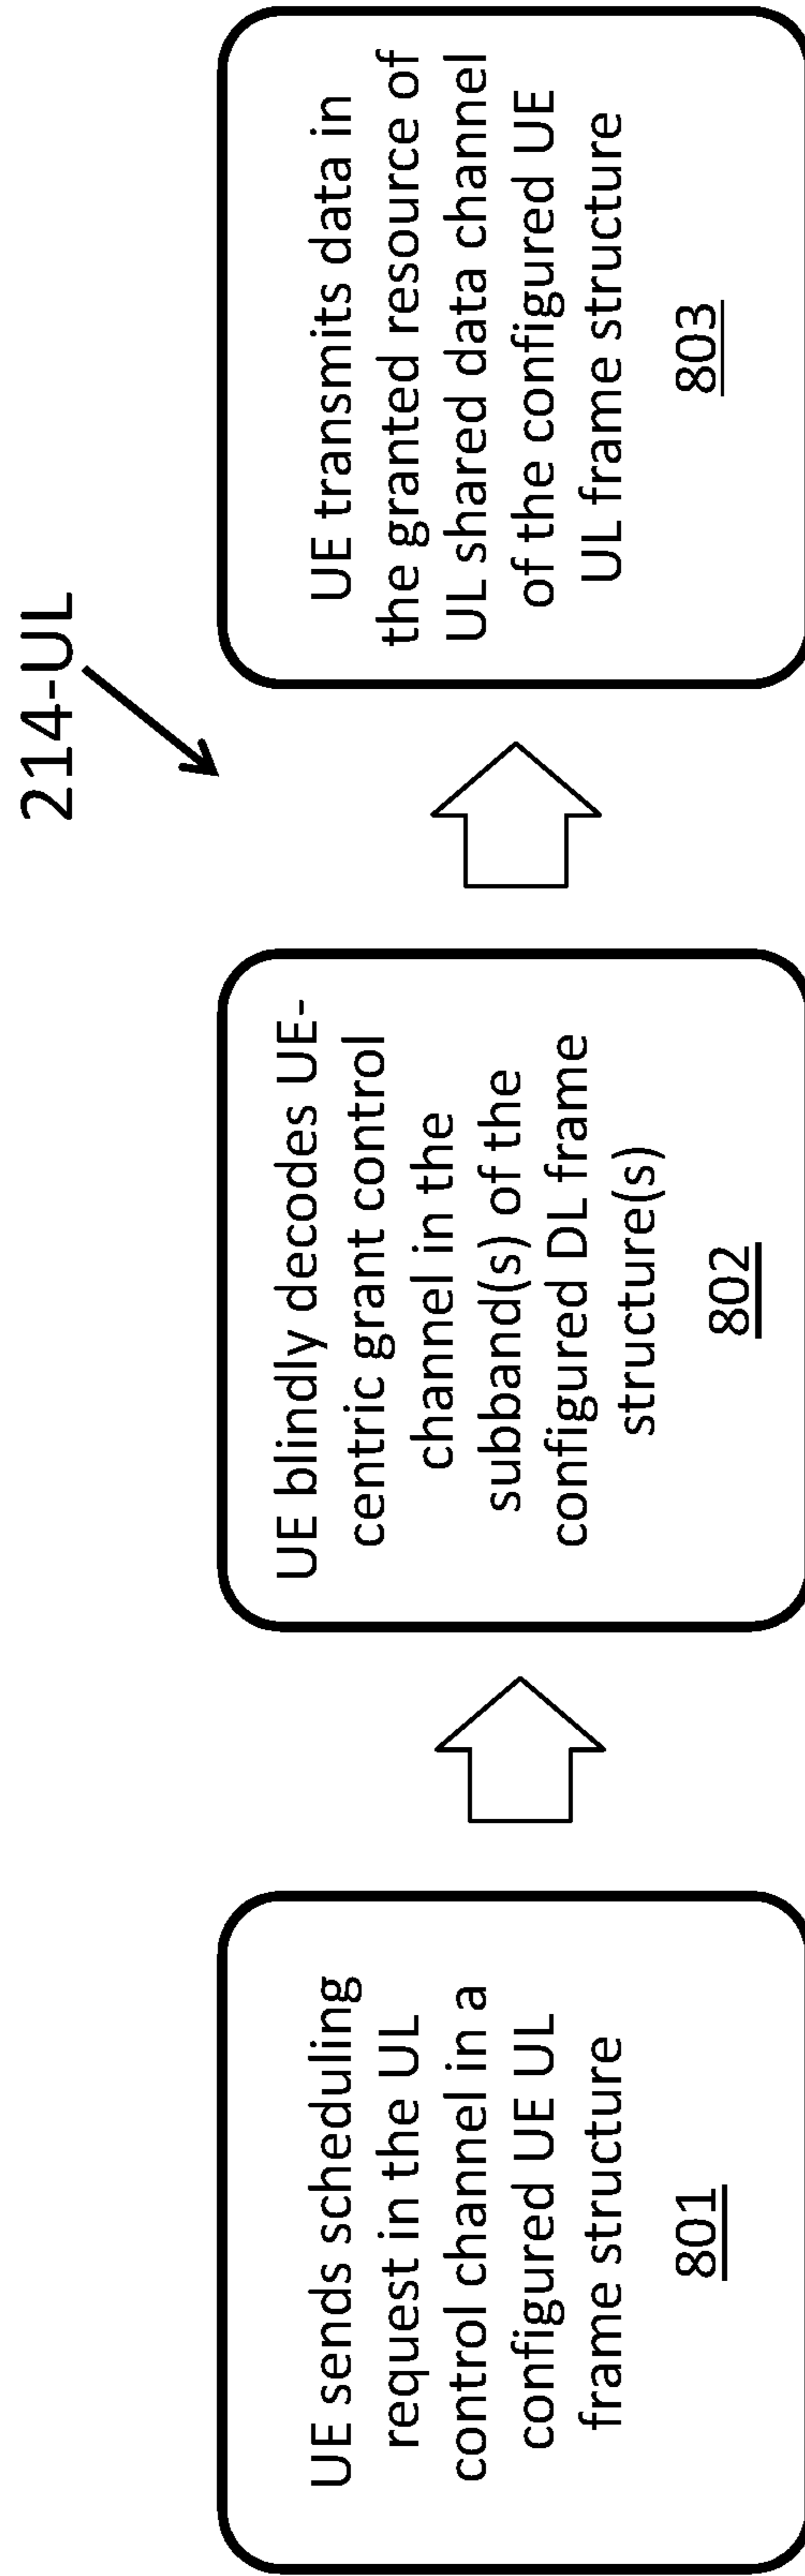 214-UL
UE sends scheduling
request in the UL
control channel in a
configured UE UL
frame structure
801
UE blindly decodes UE-
centric grant control
channel in the
subband(s) of the
configured DL frame
structure(s)
802
UE transmits data in
the granted resource of
UL shared data channel
of the configured UE
UL frame structure
803